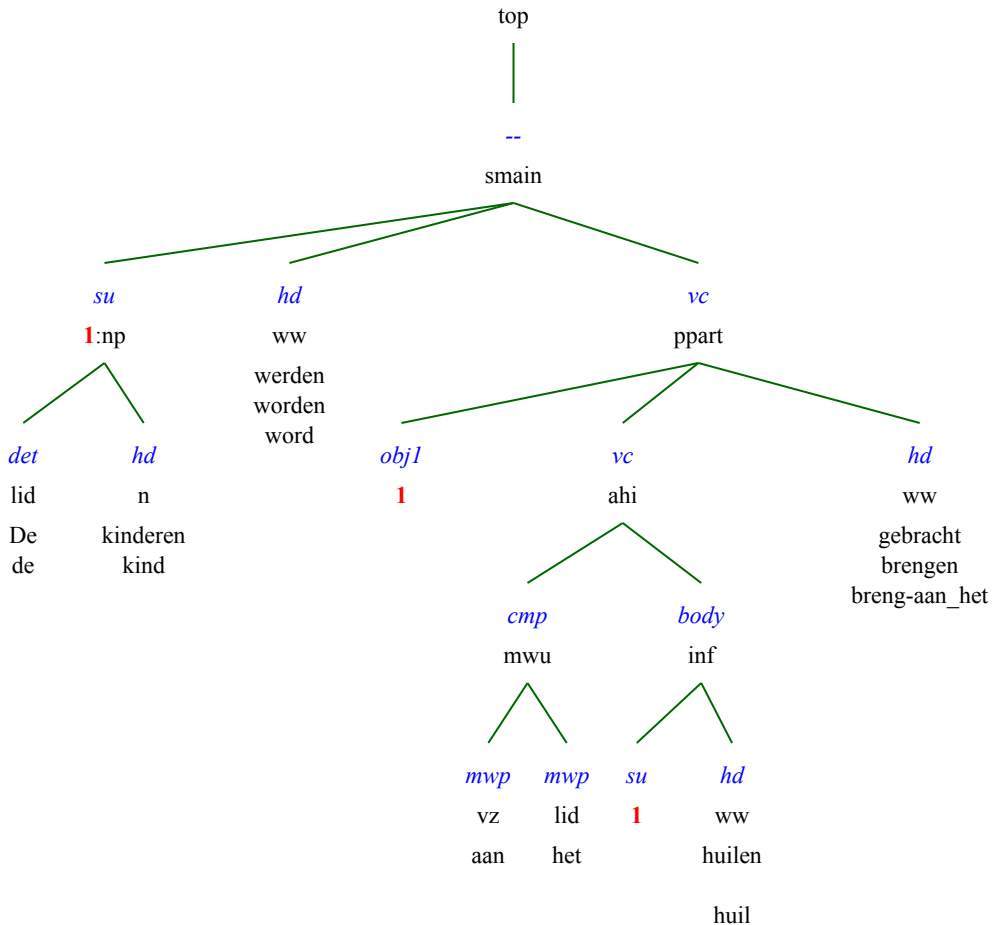 top
--
smain
su hd vc
1:np ww ppart
werden
worden
word
det hd obj1 vc hd
lid n 1 ahi ww
De kinderen gebracht
de kind brengen
breng-aan_het
cmp body
mwu inf
mwp mwp su hd
vz lid 1 ww
aan het huilen
huil